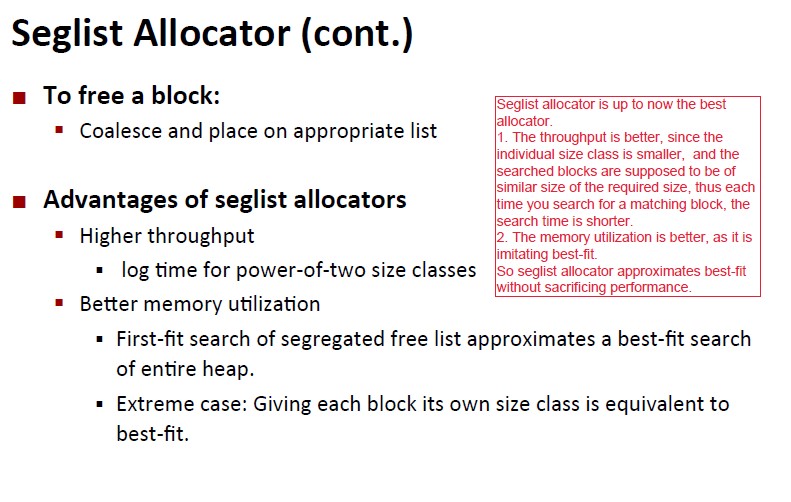 Seglist Allocator (cont.)
To free a block:
Coalesce and place on appropriate list
Seglist allocator is up to now the best
allocator.
1. The throughput is better, since the
individual size class is smaller, and the
searched blocks are supposed to be of
similar size of the required size, thus each
time you search for a matching block, the
search time is shorter.
2. The memory utilization is better, as it is
imitating best-fit.
So seglist allocator approximates best-fit
without sacrificing performance.
Advantages of seglist allocators
Higher throughput
log time for power-of-two size classes
Better memory utilization
First-fit search of segregated free list approximates a best-fit search
of entire heap.
Extreme case: Giving each block its own size class is equivalent to
best-fit.